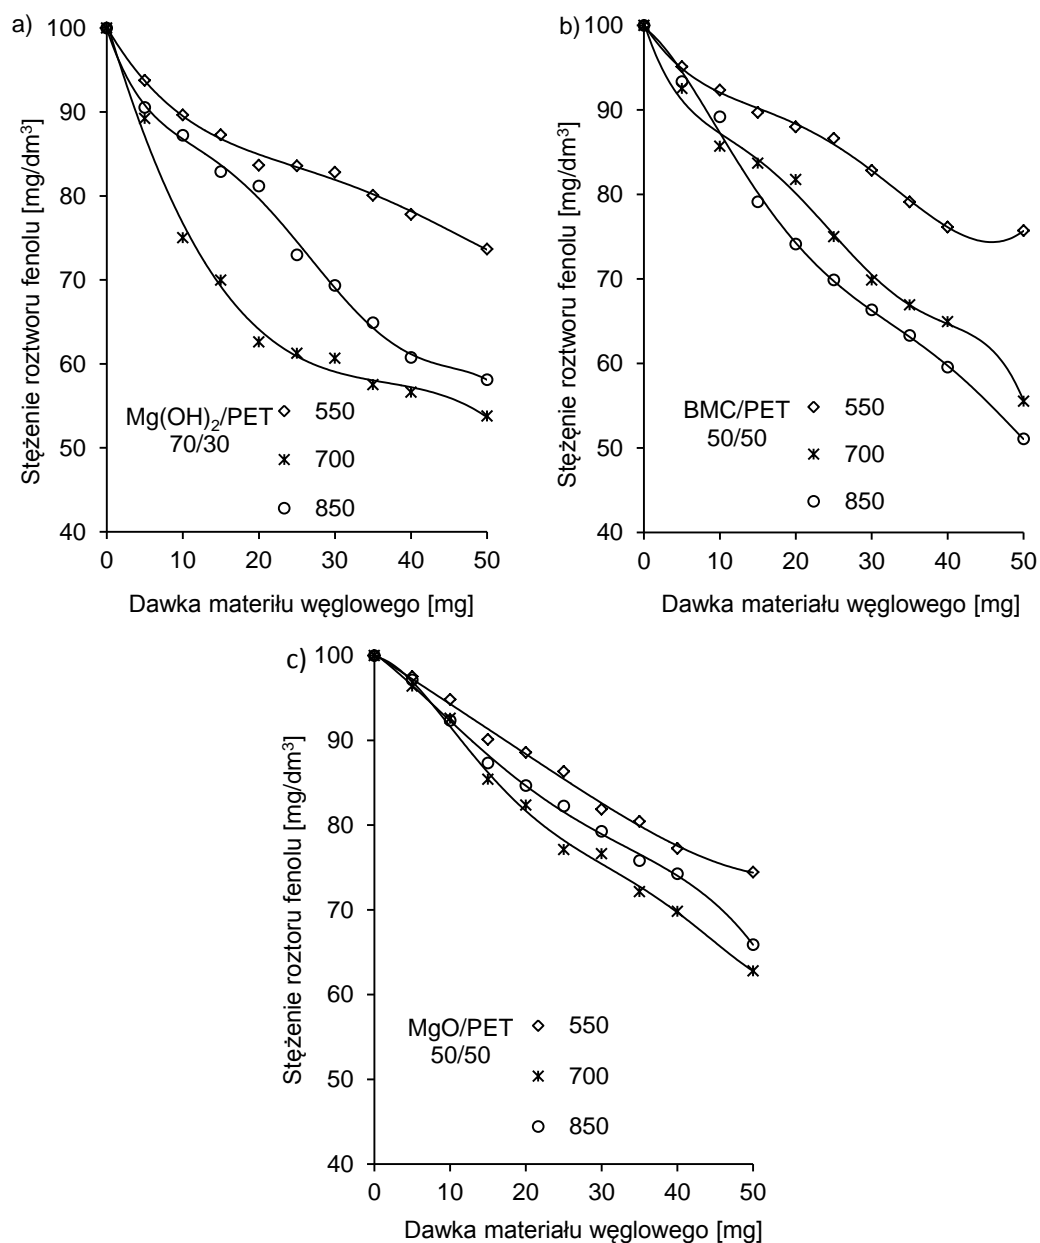 a)
100
90
80
70
60
50
40
0 10 20 30 40 50
Stężenie roztworu fenolu [mg/dm³]
Dawka materiłu węglowego [mg]
Mg(OH)₂/PET
70/30
550
700
850
b)
100
90
80
70
60
50
40
0 10 20 30 40 50
Stężęnie roztworu fenolu [mg/dm³]
Dawka materiału węglowego [mg]
BMC/PET
50/50
550
700
850
c)
100
90
80
70
60
50
40
0 10 20 30 40 50
Stężenie roztoru fenolu [mg/dm³]
Dawka materiału węglowego [mg]
MgO/PET
50/50
550
700
850